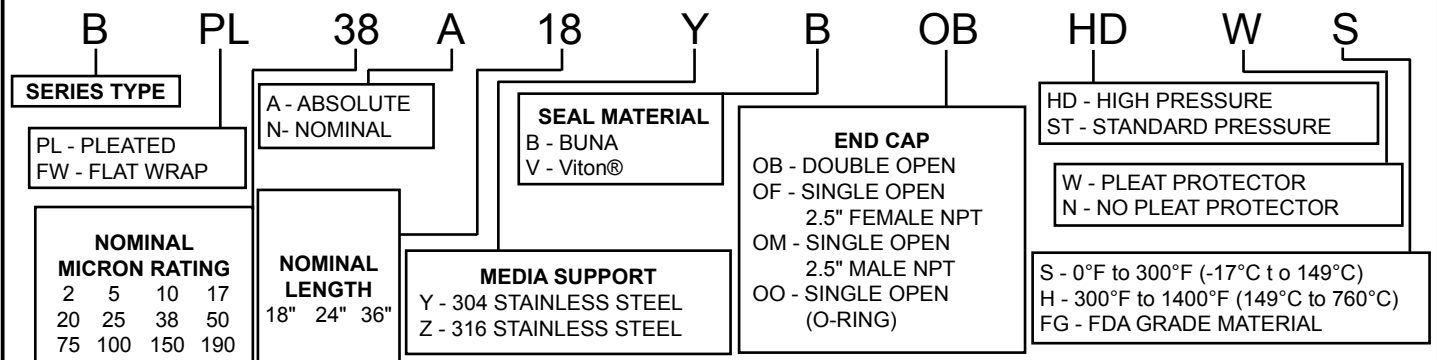 B PL 38 A 18 Y B OB HD W S
SERIES TYPE
PL - PLEATED
FW - FLAT WRAP
NOMINAL
MICRON RATING
2 5 10 17
20 25 38 50
75 100 150 190
A - ABSOLUTE
N- NOMINAL
NOMINAL
LENGTH
18" 24" 36"
MEDIA SUPPORT
Y - 304 STAINLESS STEEL
Z - 316 STAINLESS STEEL
SEAL MATERIAL
B - BUNA
V - Viton®
END CAP
OB - DOUBLE OPEN
OF - SINGLE OPEN
2.5" FEMALE NPT
OM - SINGLE OPEN
2.5" MALE NPT
OO - SINGLE OPEN
(O-RING)
HD - HIGH PRESSURE
ST - STANDARD PRESSURE
W - PLEAT PROTECTOR
N - NO PLEAT PROTECTOR
S - 0°F to 300°F (-17°C t o 149°C)
H - 300°F to 1400°F (149°C to 760°C)
FG - FDA GRADE MATERIAL